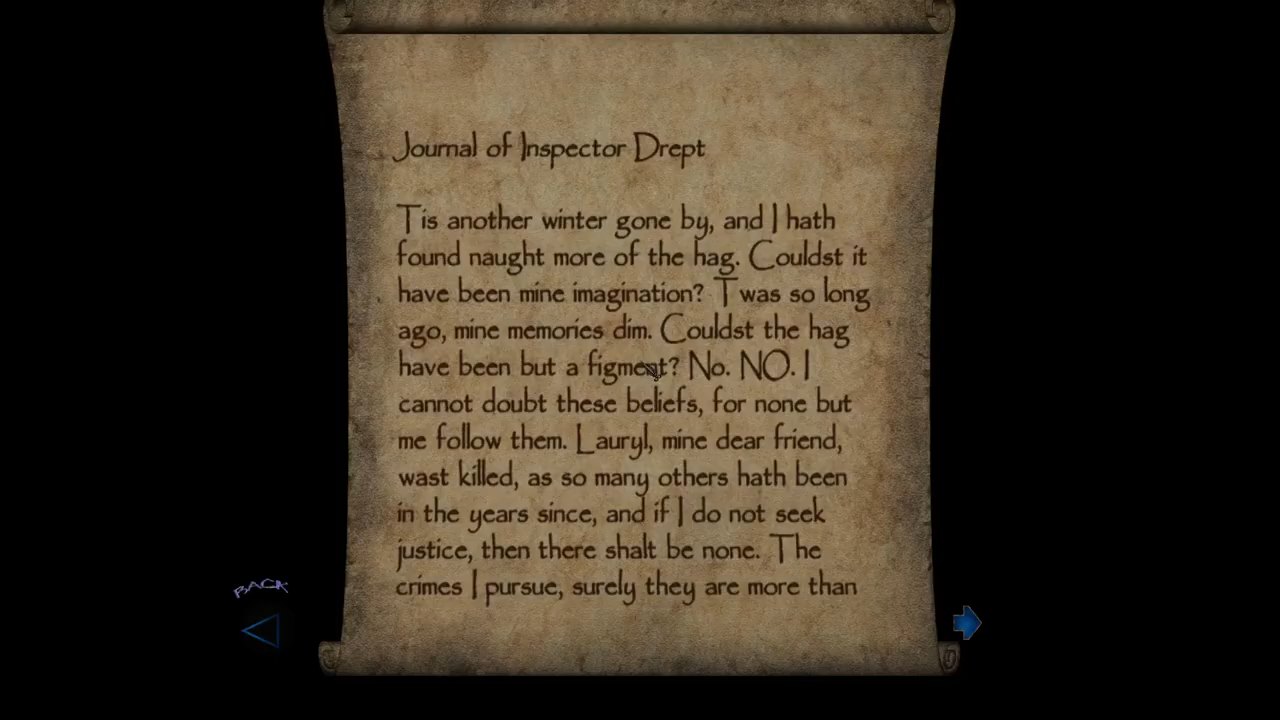 Journal of Inspector Drept
Tis another winter gone by, and I hath
found naught more of the hag. Couldst it
have been mine imagination? Twas so long
ago, mine memories dim. Couldst the hag
have been but a figment? No. NO. I
cannot doubt these beliefs, for none but
me follow them. Lauryl, mine dear friend,
wast killed, as so many others hath been
in the years since, and if I do not seek
justice, then there shalt be none. The
crimes I pursue, surely they are more than
BACK